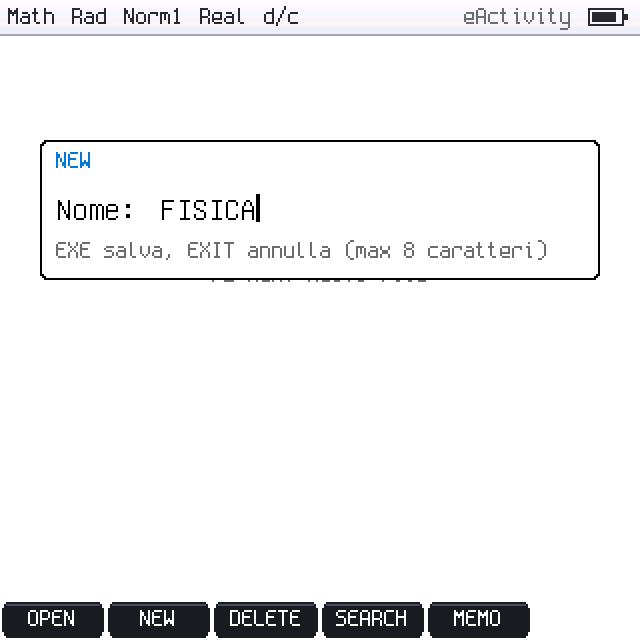 Math Rad Norm1 Real d/c eActivity
NEW
Nome: FISICA
EXE salva, EXIT annulla (max 8 caratteri)
OPEN NEW DELETE SEARCH MEMO